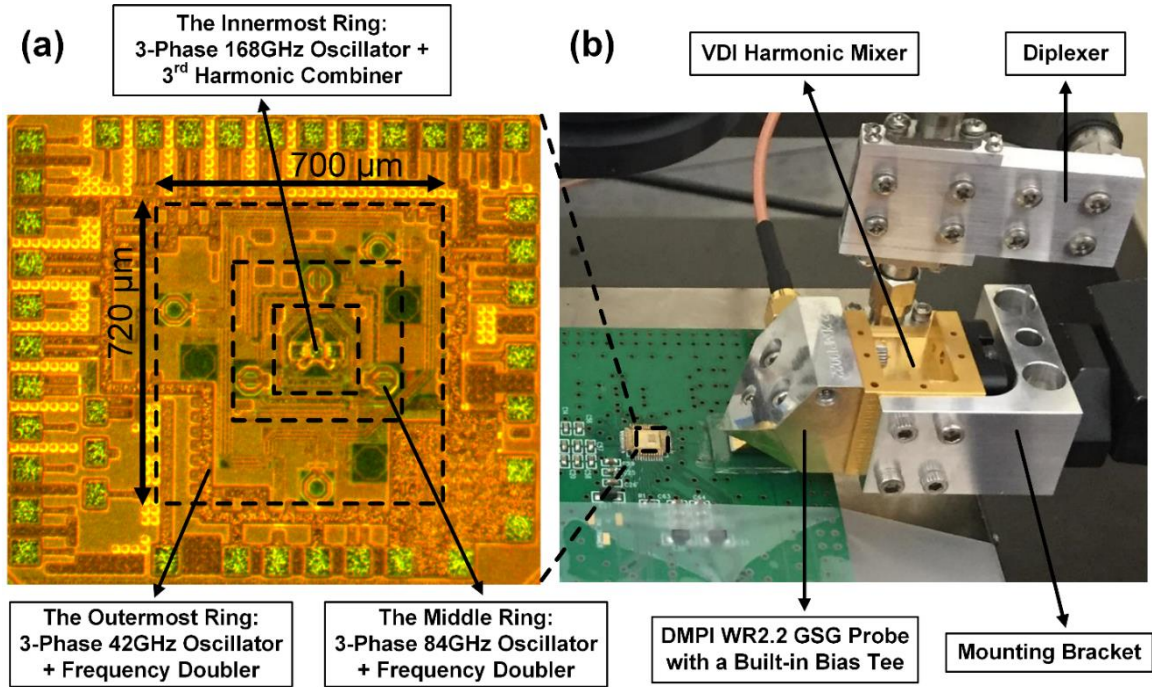 (a)
The Innermost Ring:
3-Phase 168GHz Oscillator +
3rd Harmonic Combiner
700 µm
720 µm
The Outermost Ring:
3-Phase 42GHz Oscillator
+ Frequency Doubler
The Middle Ring:
3-Phase 84GHz Oscillator
+ Frequency Doubler
(b)
VDI Harmonic Mixer
Diplexer
DMPI WR2.2 GSG Probe
with a Built-in Bias Tee
Mounting Bracket